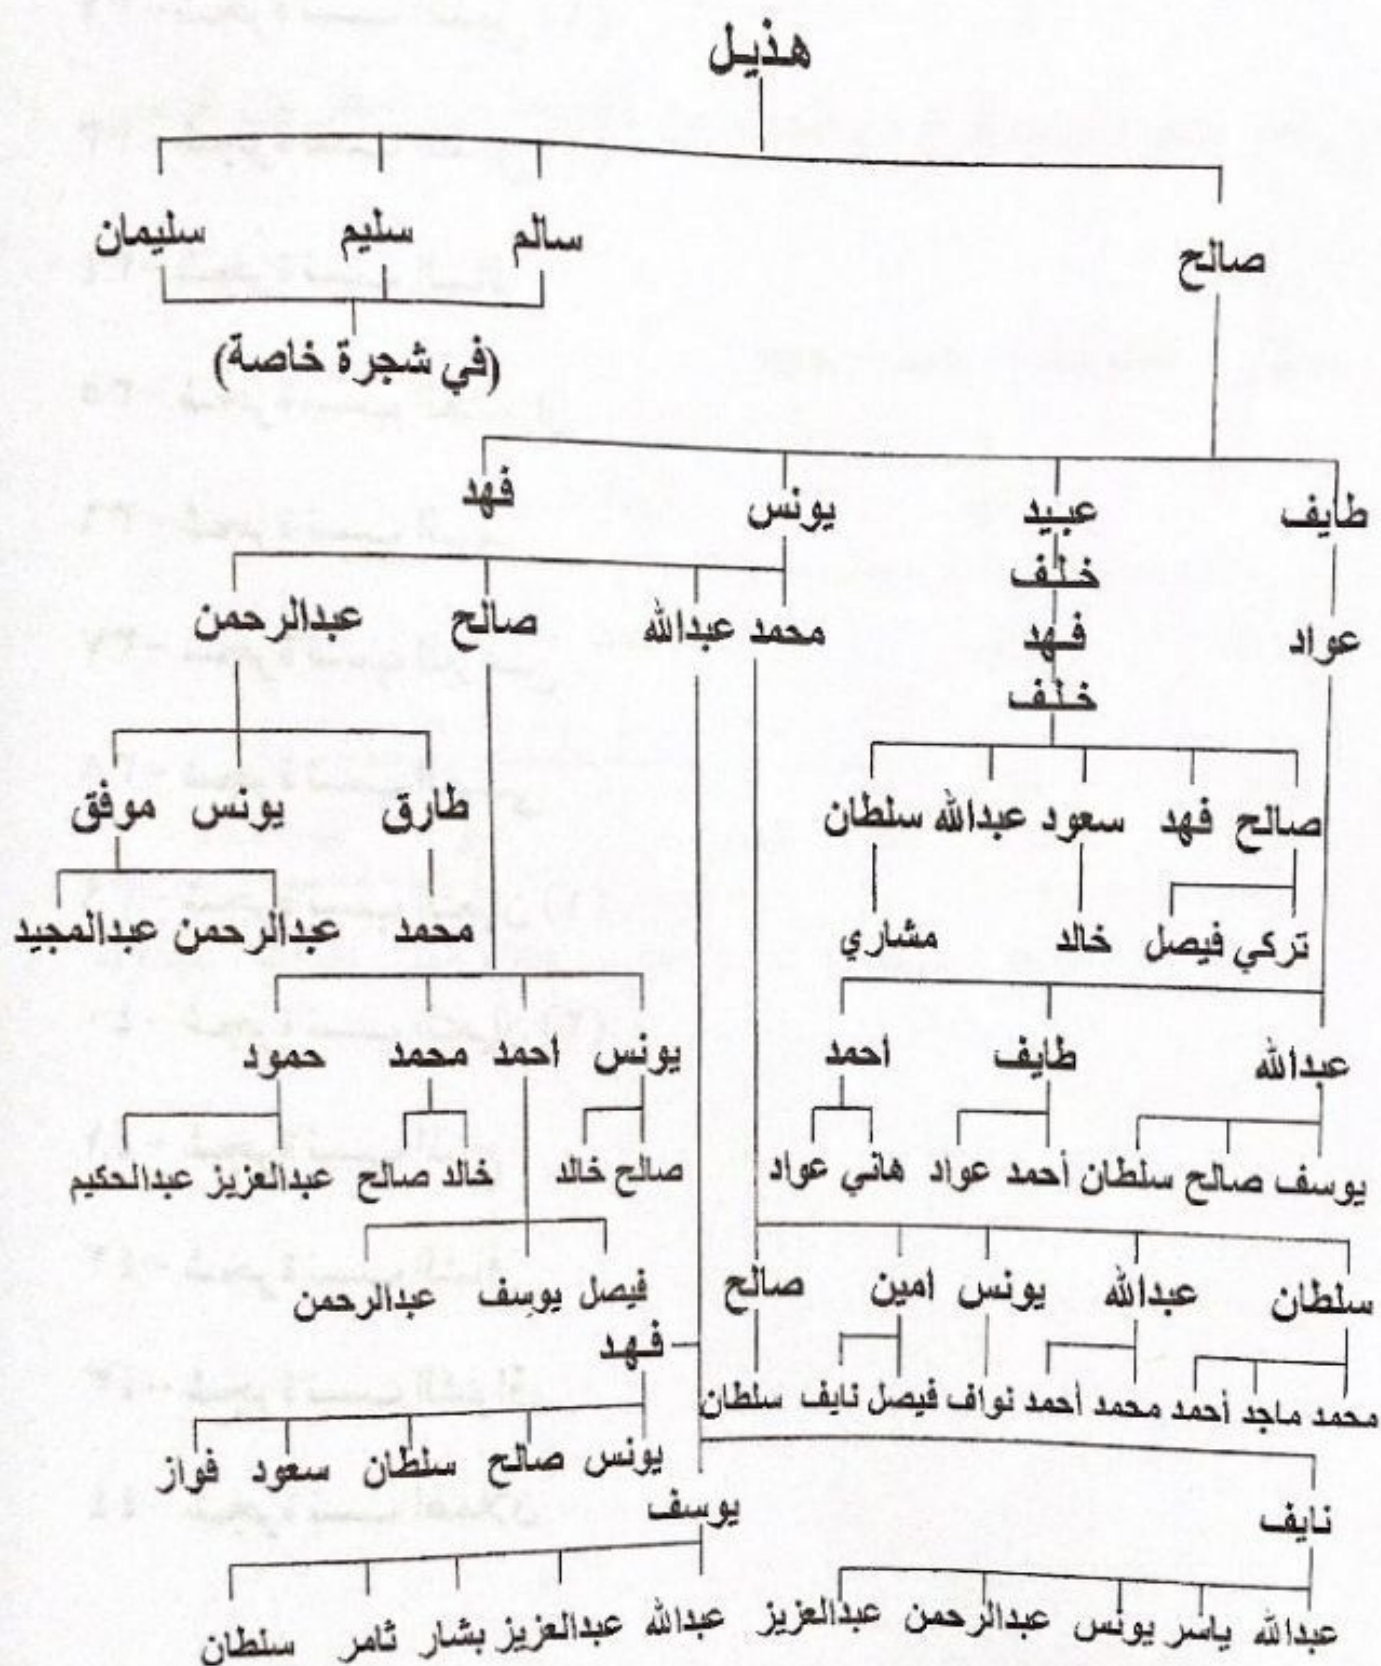 هذيل
سالم سليم سليمان
صالح
(في شجرة خاصة)
طايف عبيد يونس فهد
خلف
محمد عبدالله صالح عبدالرحمن
عواد فهد
خلف
طارق يونس موفق
صالح فهد سعود عبدالله سلطان
محمد عبدالرحمن عبدالمجيد
تركي فيصل خالد مشاري
عبدالله طايف احمد يونس احمد محمد حمود
يوسف صالح سلطان أحمد عواد هاني عواد صالح خالد خالد صالح عبدالعزيز عبدالحكيم
سلطان عبدالله يونس امين صالح فيصل يوسف عبدالرحمن
فهد
محمد ماجد أحمد محمد أحمد نواف فيصل نايف سلطان
يونس صالح سلطان سعود فواز
نايف يوسف
عبدالله ياسر يونس عبدالرحمن عبدالعزيز عبدالله عبدالعزيز بشار ثامر سلطان